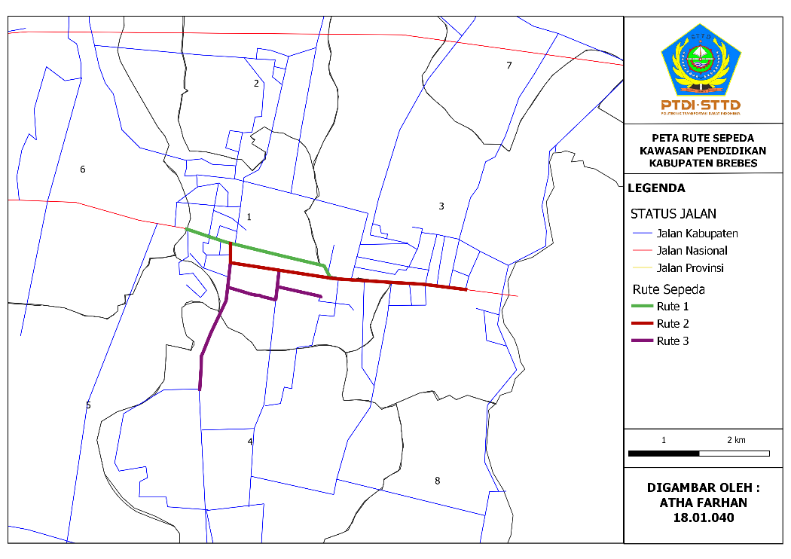 2
7
6
1
3
5
4
8
PTDI-STTD
PETA RUTE SEPEDA
KAWASAN PENDIDIKAN
KABUPATEN BREBES
LEGENDA
STATUS JALAN
Jalan Kabupaten
Jalan Nasional
Jalan Provinsi
Rute Sepeda
Rute 1
Rute 2
Rute 3
1 2 km
DIGAMBAR OLEH :
ATHA FARHAN
18.01.040